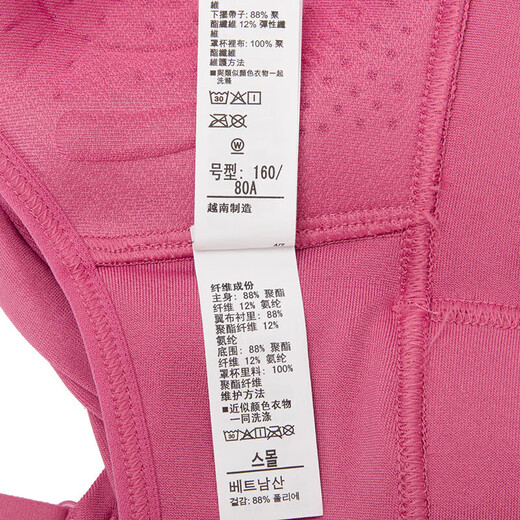 維
下擺帶子: 88% 聚
酯纖維 12% 彈性纖
維
罩杯裡布: 100% 聚
酯纖維
維護方法
■與類似顏色衣物一起
洗滌
30
W
号型: 160/
80A
越南制造
纤维成份
主身: 88% 聚酯
纤维 12% 氨纶
翼布衬里: 88%
聚酯纤维 12%
氨纶
底围: 88% 聚酯
纤维 12% 氨纶
罩杯里料: 100%
聚酯纤维
维护方法
■近似颜色衣物
一同洗涤
30
스몰
베트남산
겉감: 88% 폴리에